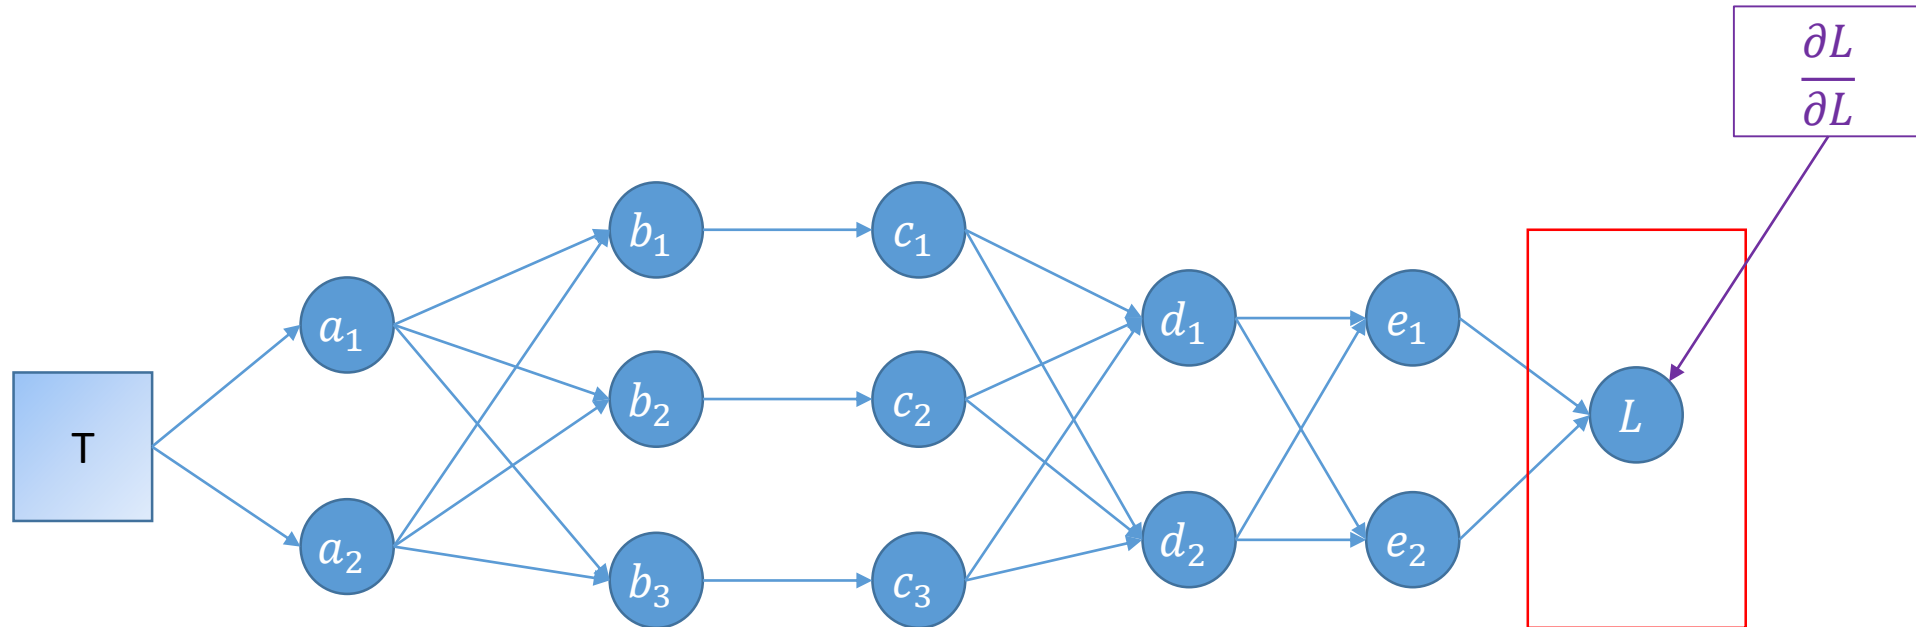 ∂L
∂L
b₁
c₁
a₁
d₁
e₁
b₂
c₂
L
T
a₂
d₂
e₂
b₃
c₃